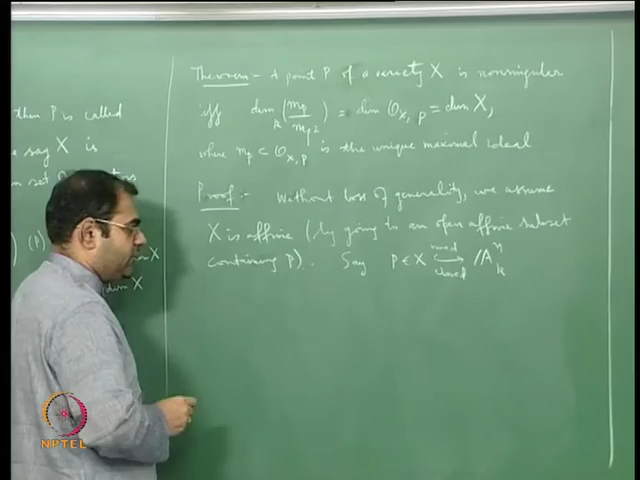 then P is called
e say X is
Theorem - A point P of a variety X is nonsingular
iff dim_k (m_P / m_P^2) = dim O_{X,P} = dim X,
where m_P ⊂ O_{X,P} is the unique maximal ideal
Proof - Without loss of generality, we assume
X is affine (by going to an open affine subset
containing P). Say P ∈ X ↪ A^n_k
closed
NPTEL